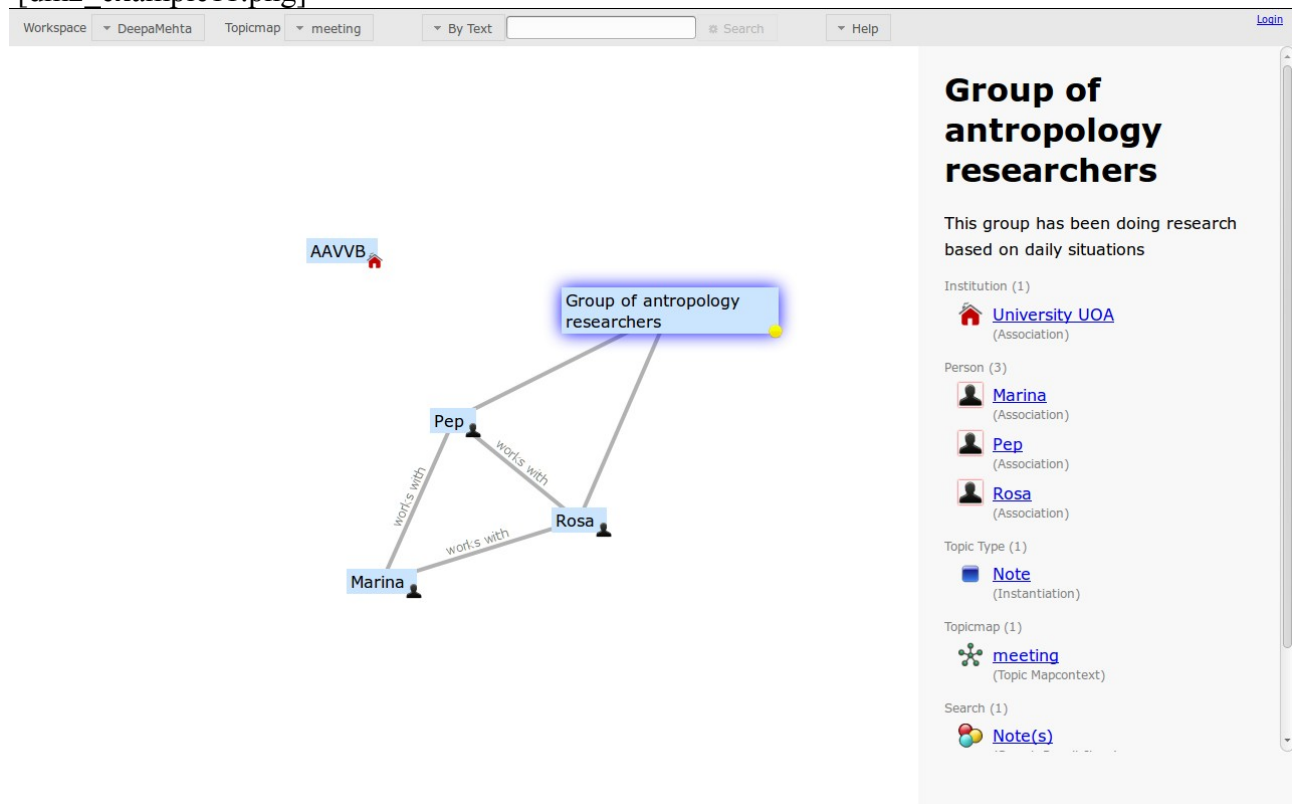 Workspace DeepaMehta Topicmap meeting By Text Search Help Login
AAVVB
Group of antropology
researchers
Pep
works with
works with
Rosa
works with
Marina
Group of
antropology
researchers
This group has been doing research
based on daily situations
Institution (1)
University UOA
(Association)
Person (3)
Marina
(Association)
Pep
(Association)
Rosa
(Association)
Topic Type (1)
Note
(Instantiation)
Topicmap (1)
meeting
(Topic Mapcontext)
Search (1)
Note(s)